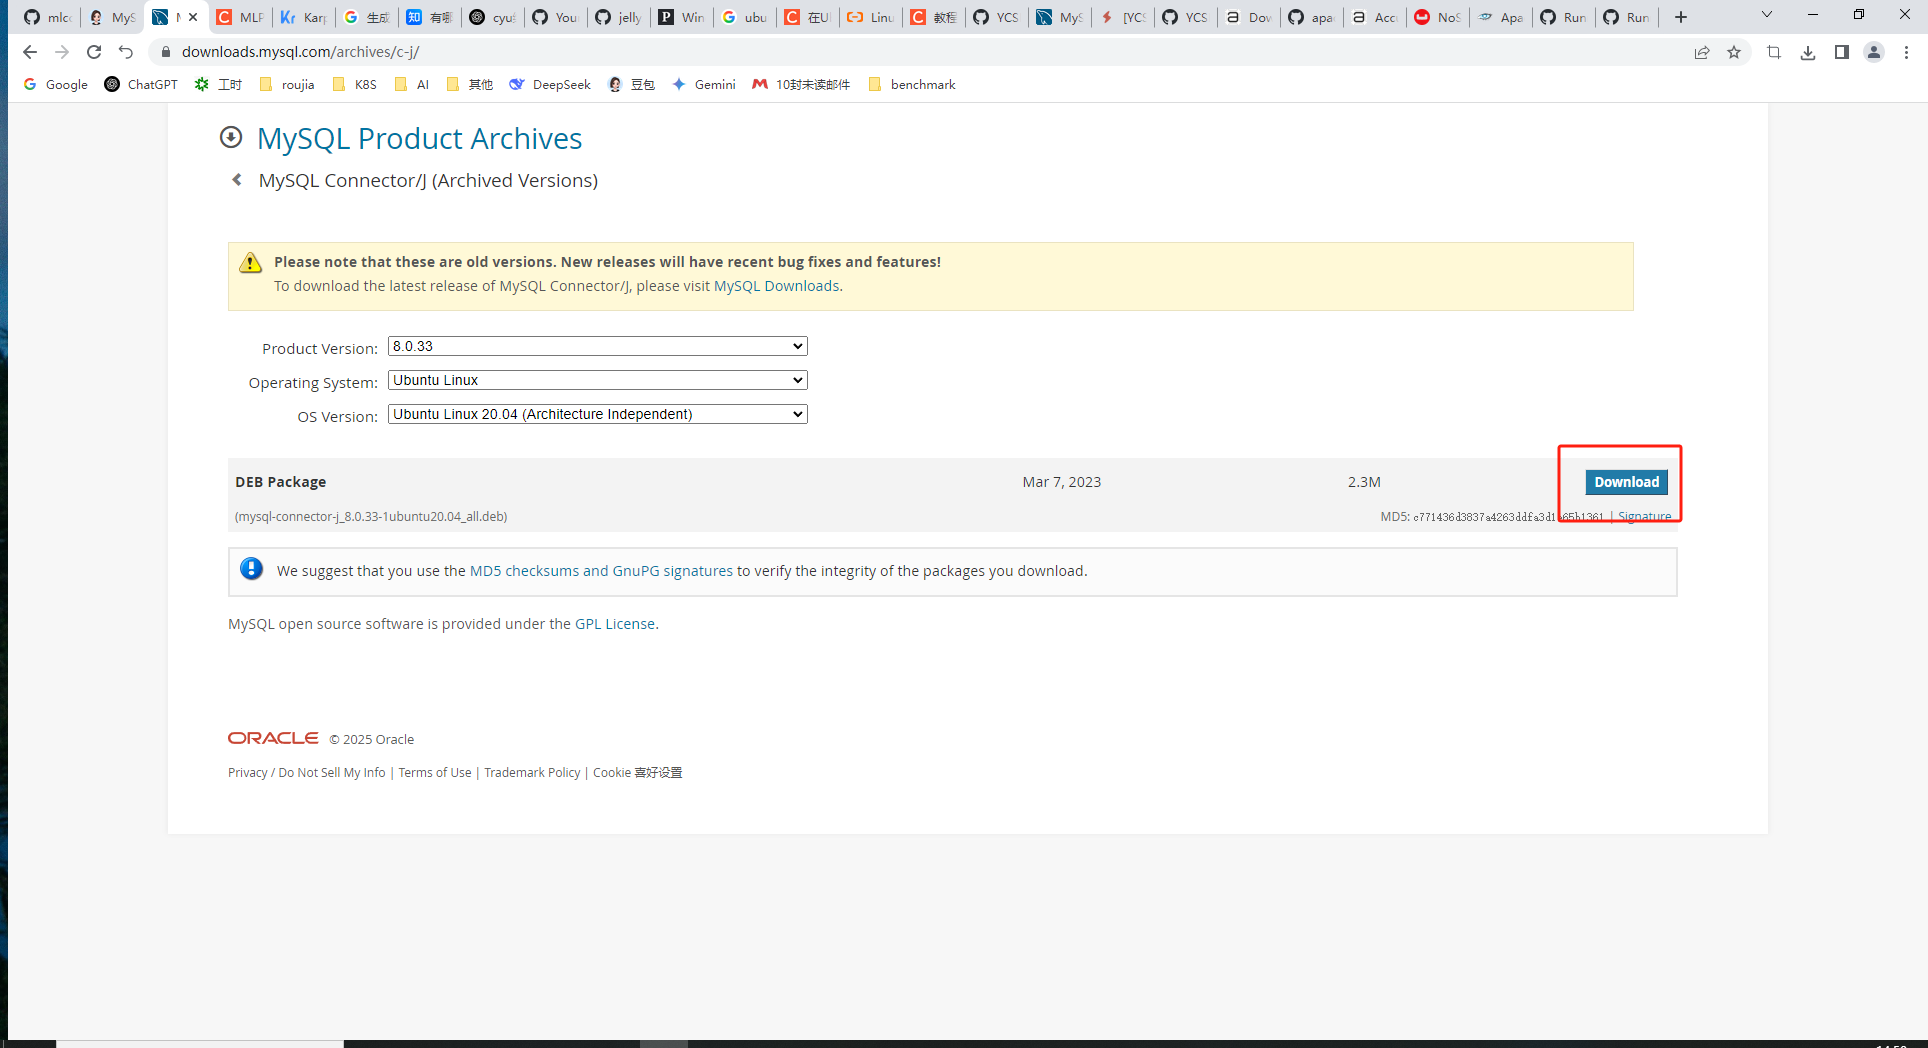 mlco
MyS
M
MLP
Karp
生成
有哪
cyu
You
jelly
Win
ubu
在U
Linu
教程
YCS
MyS
[YCS
YCS
Dow
apac
Acc
NoS
Apa
Run
Run
downloads.mysql.com/archives/c-j/
Google
ChatGPT
工时
roujia
K8S
AI
其他
DeepSeek
豆包
Gemini
10封未读邮件
benchmark
MySQL Product Archives
MySQL Connector/J (Archived Versions)
Please note that these are old versions. New releases will have recent bug fixes and features!
To download the latest release of MySQL Connector/J, please visit MySQL Downloads.
Product Version: 8.0.33
Operating System: Ubuntu Linux
OS Version: Ubuntu Linux 20.04 (Architecture Independent)
DEB Package Mar 7, 2023 2.3M Download
(mysql-connector-j_8.0.33-1ubuntu20.04_all.deb) MD5: | Signature
We suggest that you use the MD5 checksums and GnuPG signatures to verify the integrity of the packages you download.
MySQL open source software is provided under the GPL License.
ORACLE © 2025 Oracle
Privacy / Do Not Sell My Info | Terms of Use | Trademark Policy | Cookie 喜好设置